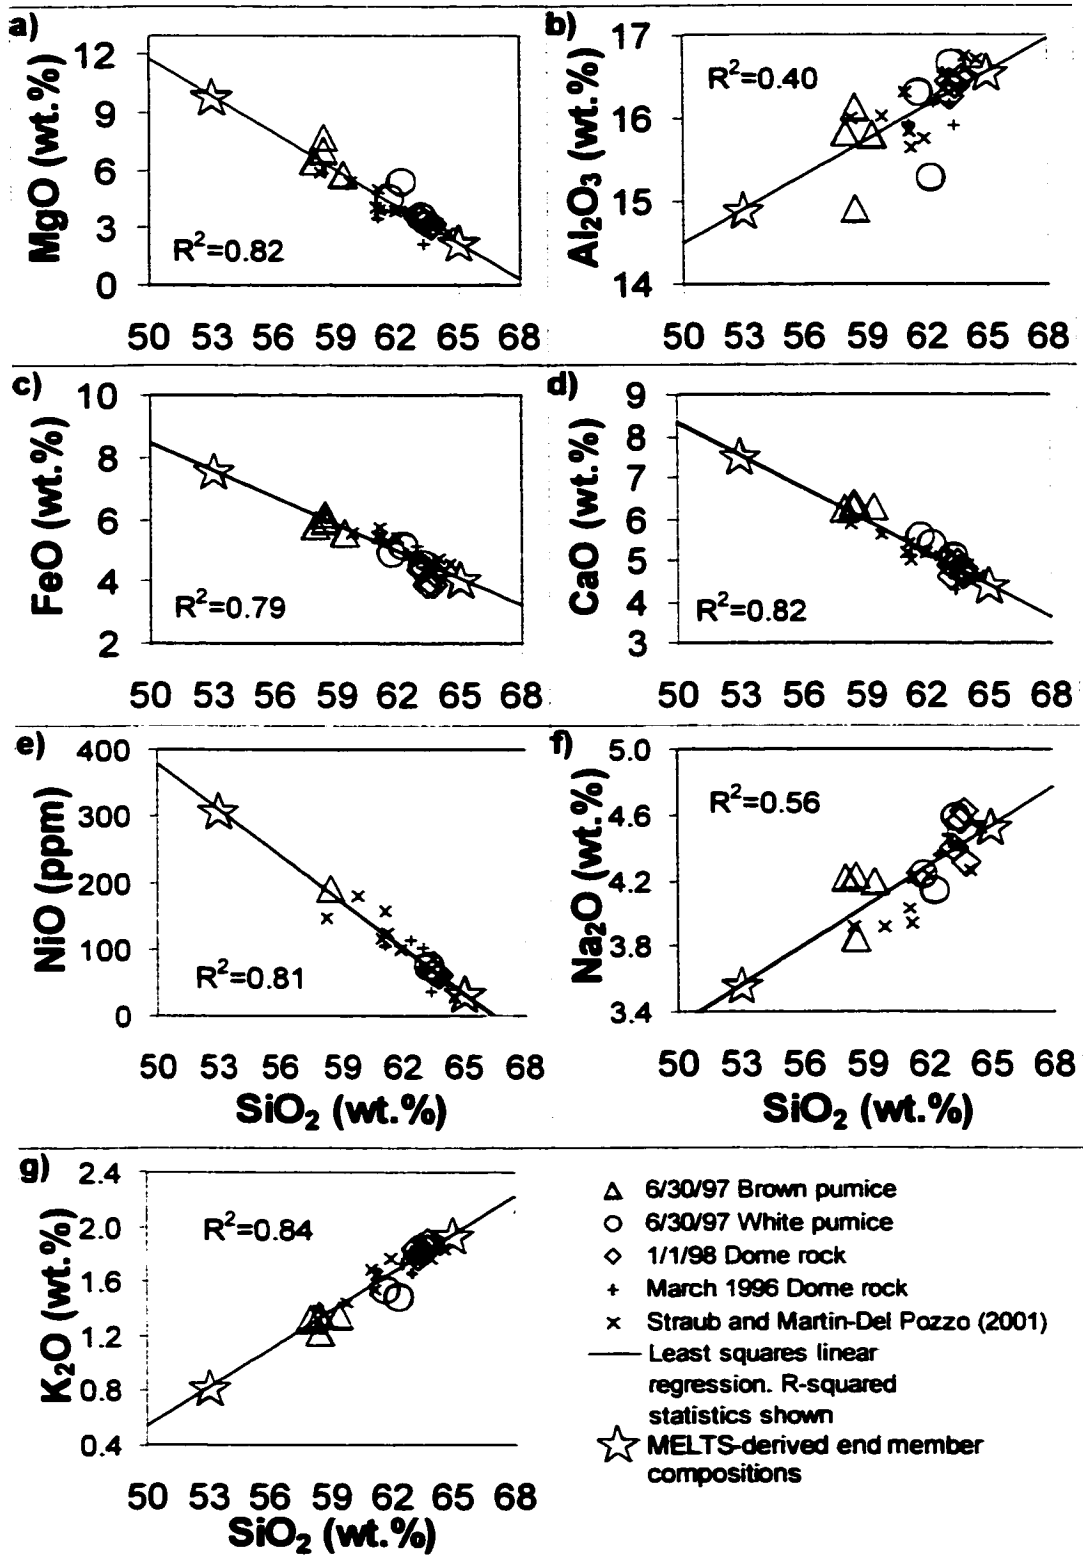 a)
MgO (wt.%)
12
9
6
3
0
R²=0.82
50 53 56 59 62 65 68
b)
Al₂O₃ (wt.%)
17
16
15
14
R²=0.40
50 53 56 59 62 65 68
c)
FeO (wt.%)
10
8
6
4
2
R²=0.79
50 53 56 59 62 65 68
d)
CaO (wt.%)
9
8
7
6
5
4
3
R²=0.82
50 53 56 59 62 65 68
e)
NiO (ppm)
400
300
200
100
0
R²=0.81
50 53 56 59 62 65 68
SiO₂ (wt.%)
f)
Na₂O (wt.%)
5.0
4.6
4.2
3.8
3.4
R²=0.56
50 53 56 59 62 65 68
SiO₂ (wt.%)
g)
K₂O (wt.%)
2.4
2.0
1.6
1.2
0.8
0.4
R²=0.84
50 53 56 59 62 65 68
SiO₂ (wt.%)
6/30/97 Brown pumice
6/30/97 White pumice
1/1/98 Dome rock
March 1996 Dome rock
Straub and Martin-Del Pozzo (2001)
Least squares linear
regression. R-squared
statistics shown
MELTS-derived end member
compositions